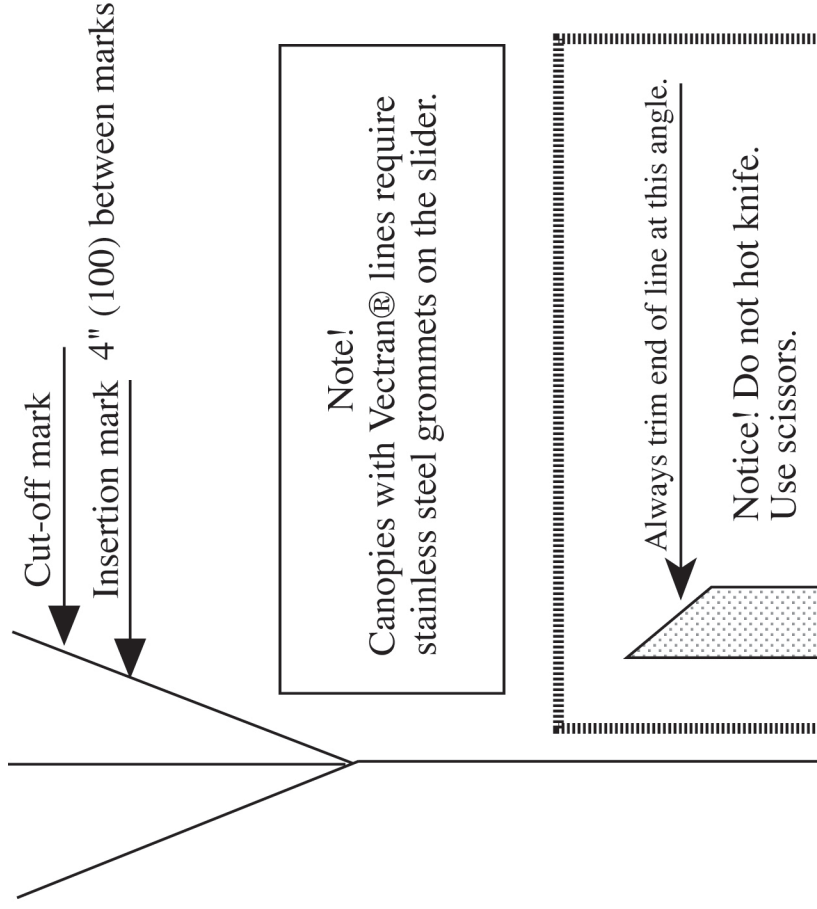 Cut-off mark
Insertion mark 4" (100) between marks
Note!
Canopies with Vectran® lines require
stainless steel grommets on the slider.
Always trim end of line at this angle.
Notice! Do not hot knife.
Use scissors.